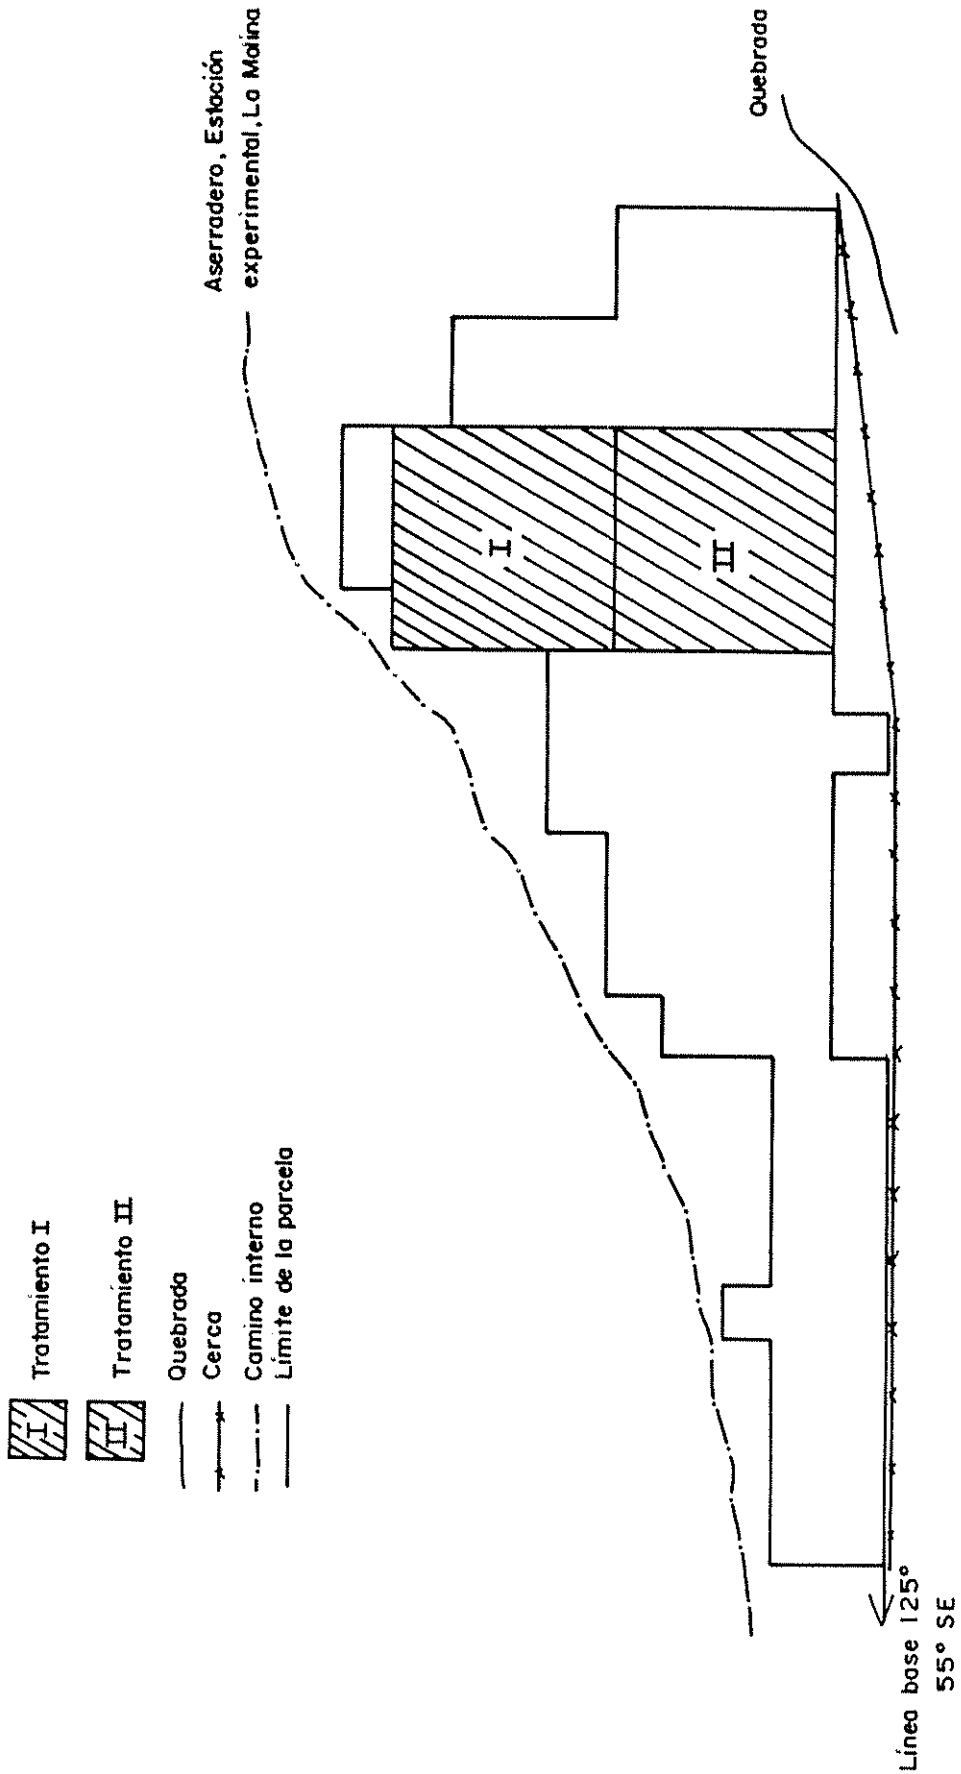 I
Tratamiento I
II
Tratamiento II
Quebrada
Cerca
Camino interno
Límite de la parcela
Aserradero, Estación
experimental, La Molina
Quebrada
I
II
Línea base 125°
55° SE